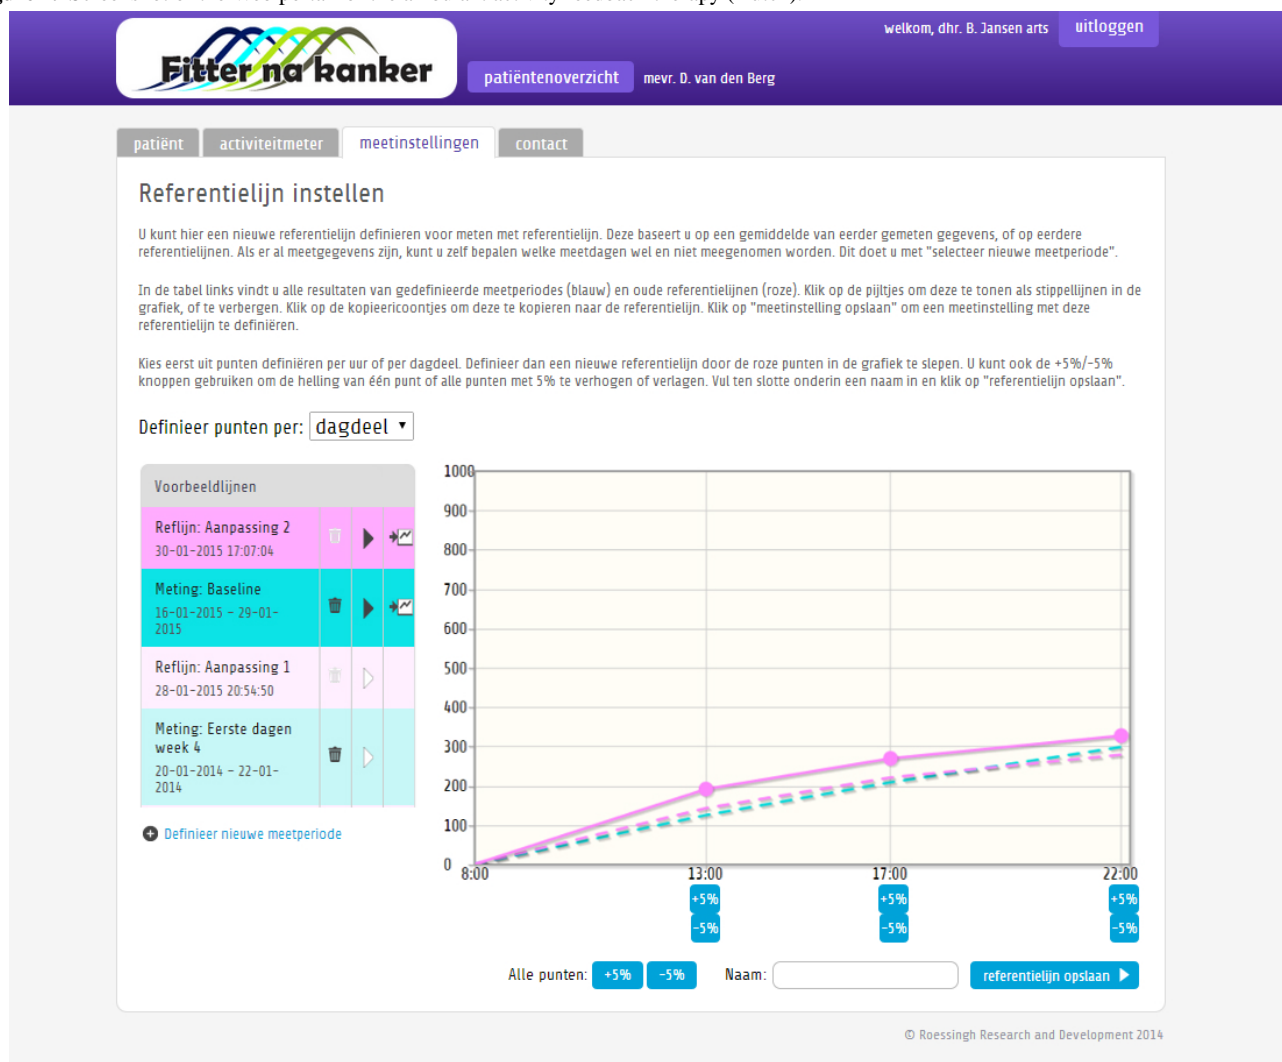 welkom, dhr. B. Jansen arts
uitloggen
Fitter na kanker
patiëntenoverzicht
mevr. D. van den Berg
patiënt
activiteitmeter
meetinstellingen
contact
Referentielijn instellen
U kunt hier een nieuwe referentielijn definieren voor meten met referentielijn. Deze baseert u op een gemiddelde van eerder gemeten gegevens, of op eerdere
referentielijnen. Als er al meetgegevens zijn, kunt u zelf bepalen welke meetdagen wel en niet meegenomen worden. Dit doet u met "selecteer nieuwe meetperiode".
In de tabel links vindt u alle resultaten van gedefinieerde meetperiodes (blauw) en oude referentielijnen (roze). Klik op de pijltjes om deze te tonen als stippellijnen in de
grafiek, of te verbergen. Klik op de kopieericoontjes om deze te kopieren naar de referentielijn. Klik op "meetinstelling opslaan" om een meetinstelling met deze
referentielijn te definiëren.
Kies eerst uit punten definiëren per uur of per dagdeel. Definieer dan een nieuwe referentielijn door de roze punten in de grafiek te slepen. U kunt ook de +5%/-5%
knoppen gebruiken om de helling van één punt of alle punten met 5% te verhogen of verlagen. Vul ten slotte onderin een naam in en klik op "referentielijn opslaan".
Definieer punten per: dagdeel
Voorbeeldlijnen
Reflijn: Aanpassing 2
30-01-2015 17:07:04
Meting: Baseline
16-01-2015 - 29-01-
2015
Reflijn: Aanpassing 1
28-01-2015 20:54:50
Meting: Eerste dagen
week 4
20-01-2014 - 22-01-
2014
Definieer nieuwe meetperiode
1000
900
800
700
600
500
400
300
200
100
0
8:00
13:00
17:00
22:00
+5%
+5%
+5%
-5%
-5%
-5%
Alle punten: +5% -5%
Naam:
referentielijn opslaan
© Roessingh Research and Development 2014